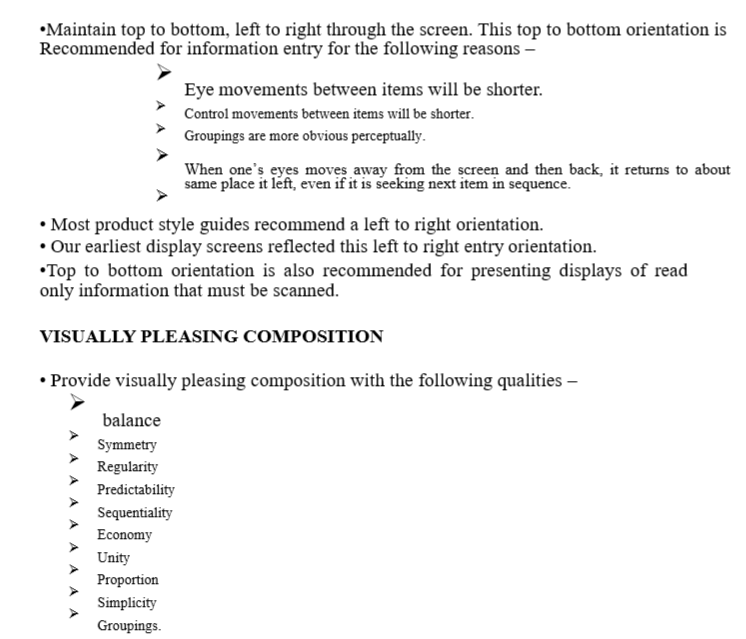 •Maintain top to bottom, left to right through the screen. This top to bottom orientation is
Recommended for information entry for the following reasons –
➢
Eye movements between items will be shorter.
➢ Control movements between items will be shorter.
➢ Groupings are more obvious perceptually.
➢
When one's eyes moves away from the screen and then back, it returns to about
same place it left, even if it is seeking next item in sequence.
➢
• Most product style guides recommend a left to right orientation.
• Our earliest display screens reflected this left to right entry orientation.
•Top to bottom orientation is also recommended for presenting displays of read
only information that must be scanned.
VISUALLY PLEASING COMPOSITION
• Provide visually pleasing composition with the following qualities –
➢
balance
➢ Symmetry
➢ Regularity
➢ Predictability
➢ Sequentiality
➢ Economy
➢ Unity
➢ Proportion
➢ Simplicity
➢ Groupings.